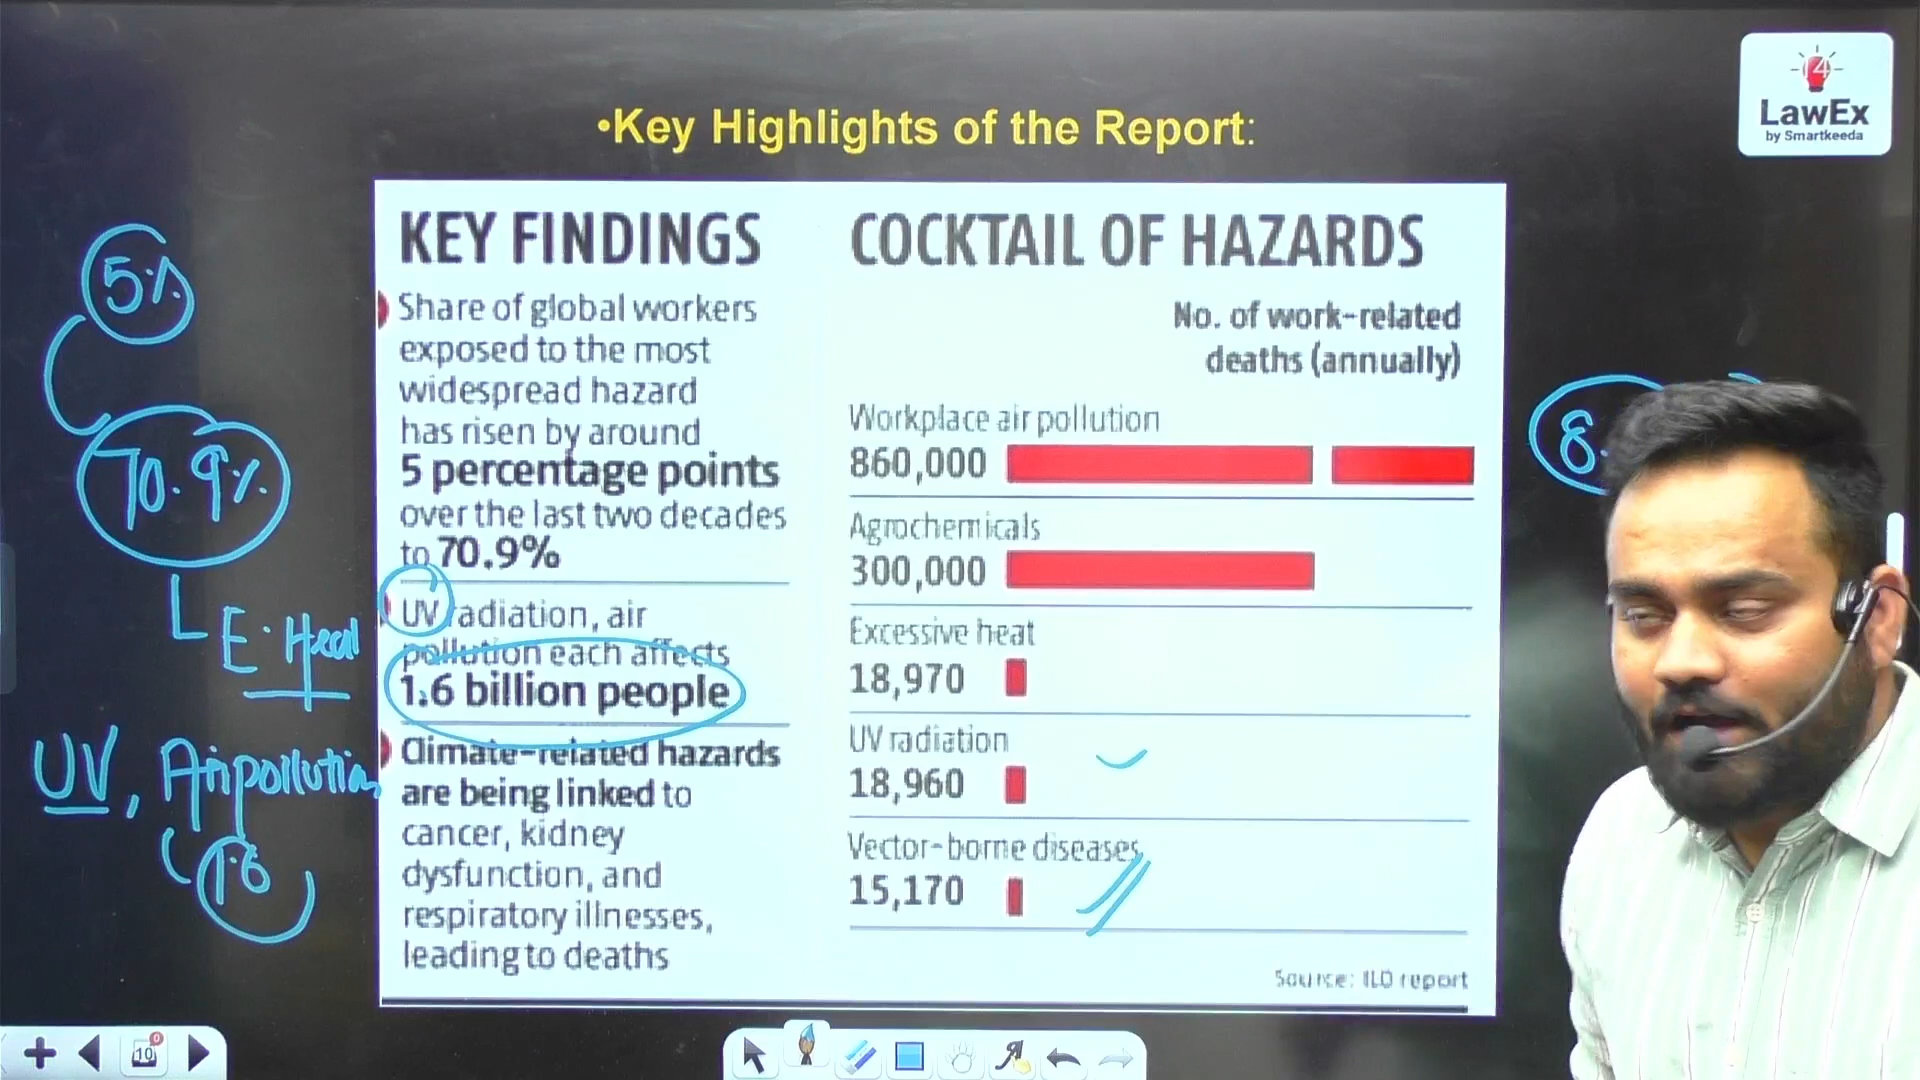 LawEx
by Smartkeeda
•Key Highlights of the Report:
KEY FINDINGS
Share of global workers
exposed to the most
widespread hazard
has risen by around
5 percentage points
over the last two decades
to 70.9%
UV radiation, air
pollution each affects
1.6 billion people
Climate-related hazards
are being linked to
cancer, kidney
dysfunction, and
respiratory illnesses,
leading to deaths
COCKTAIL OF HAZARDS
No. of work-related
deaths (annually)
Workplace air pollution
860,000
Agrochemicals
300,000
Excessive heat
18,970
UV radiation
18,960
Vector-borne diseases
15,170
Source: ILO report
5%
70.9%
E. Heat
UV, Air pollution
1.6
8.
10
0